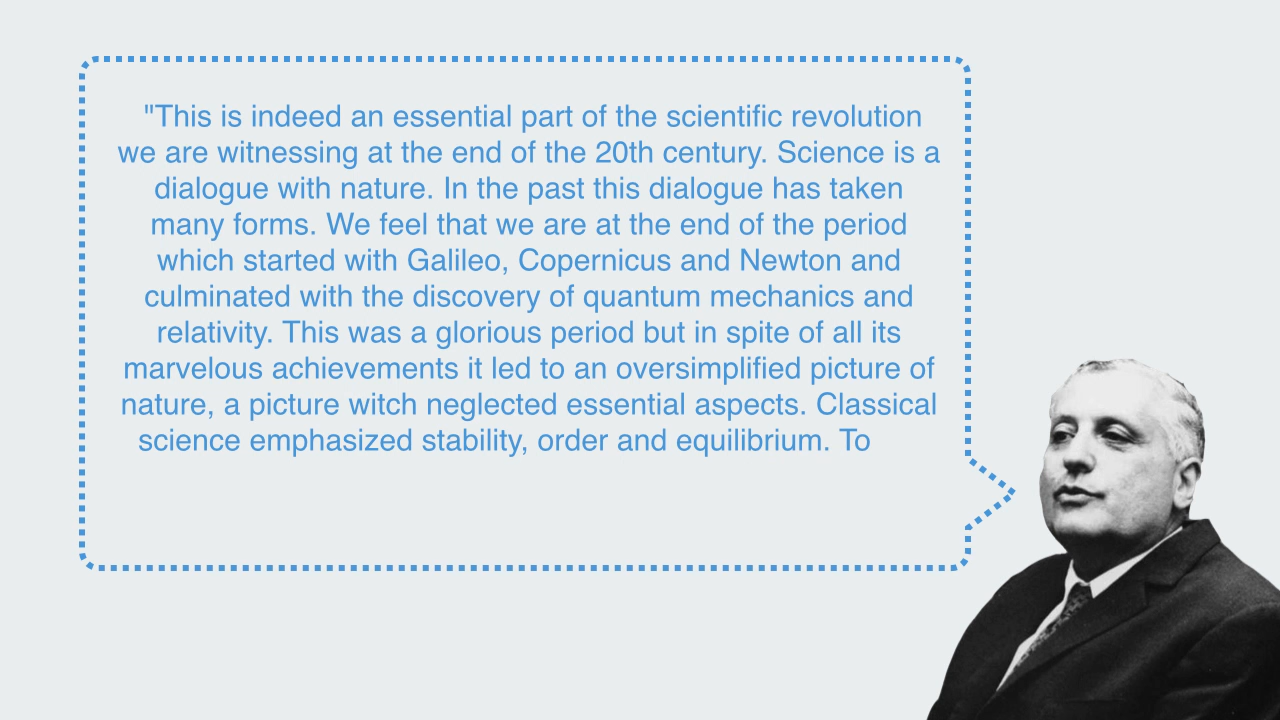 "This is indeed an essential part of the scientific revolution
we are witnessing at the end of the 20th century. Science is a
dialogue with nature. In the past this dialogue has taken
many forms. We feel that we are at the end of the period
which started with Galileo, Copernicus and Newton and
culminated with the discovery of quantum mechanics and
relativity. This was a glorious period but in spite of all its
marvelous achievements it led to an oversimplified picture of
nature, a picture witch neglected essential aspects. Classical
science emphasized stability, order and equilibrium. To